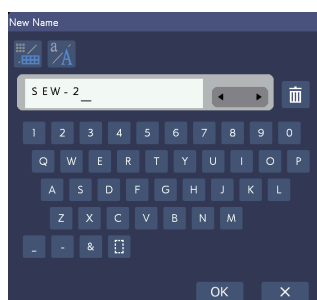 New Name
a/Á
SEW-2_
1 2 3 4 5 6 7 8 9 0
Q W E R T Y U I O P
A S D F G H J K L
Z X C V B N M
_ - &
OK X